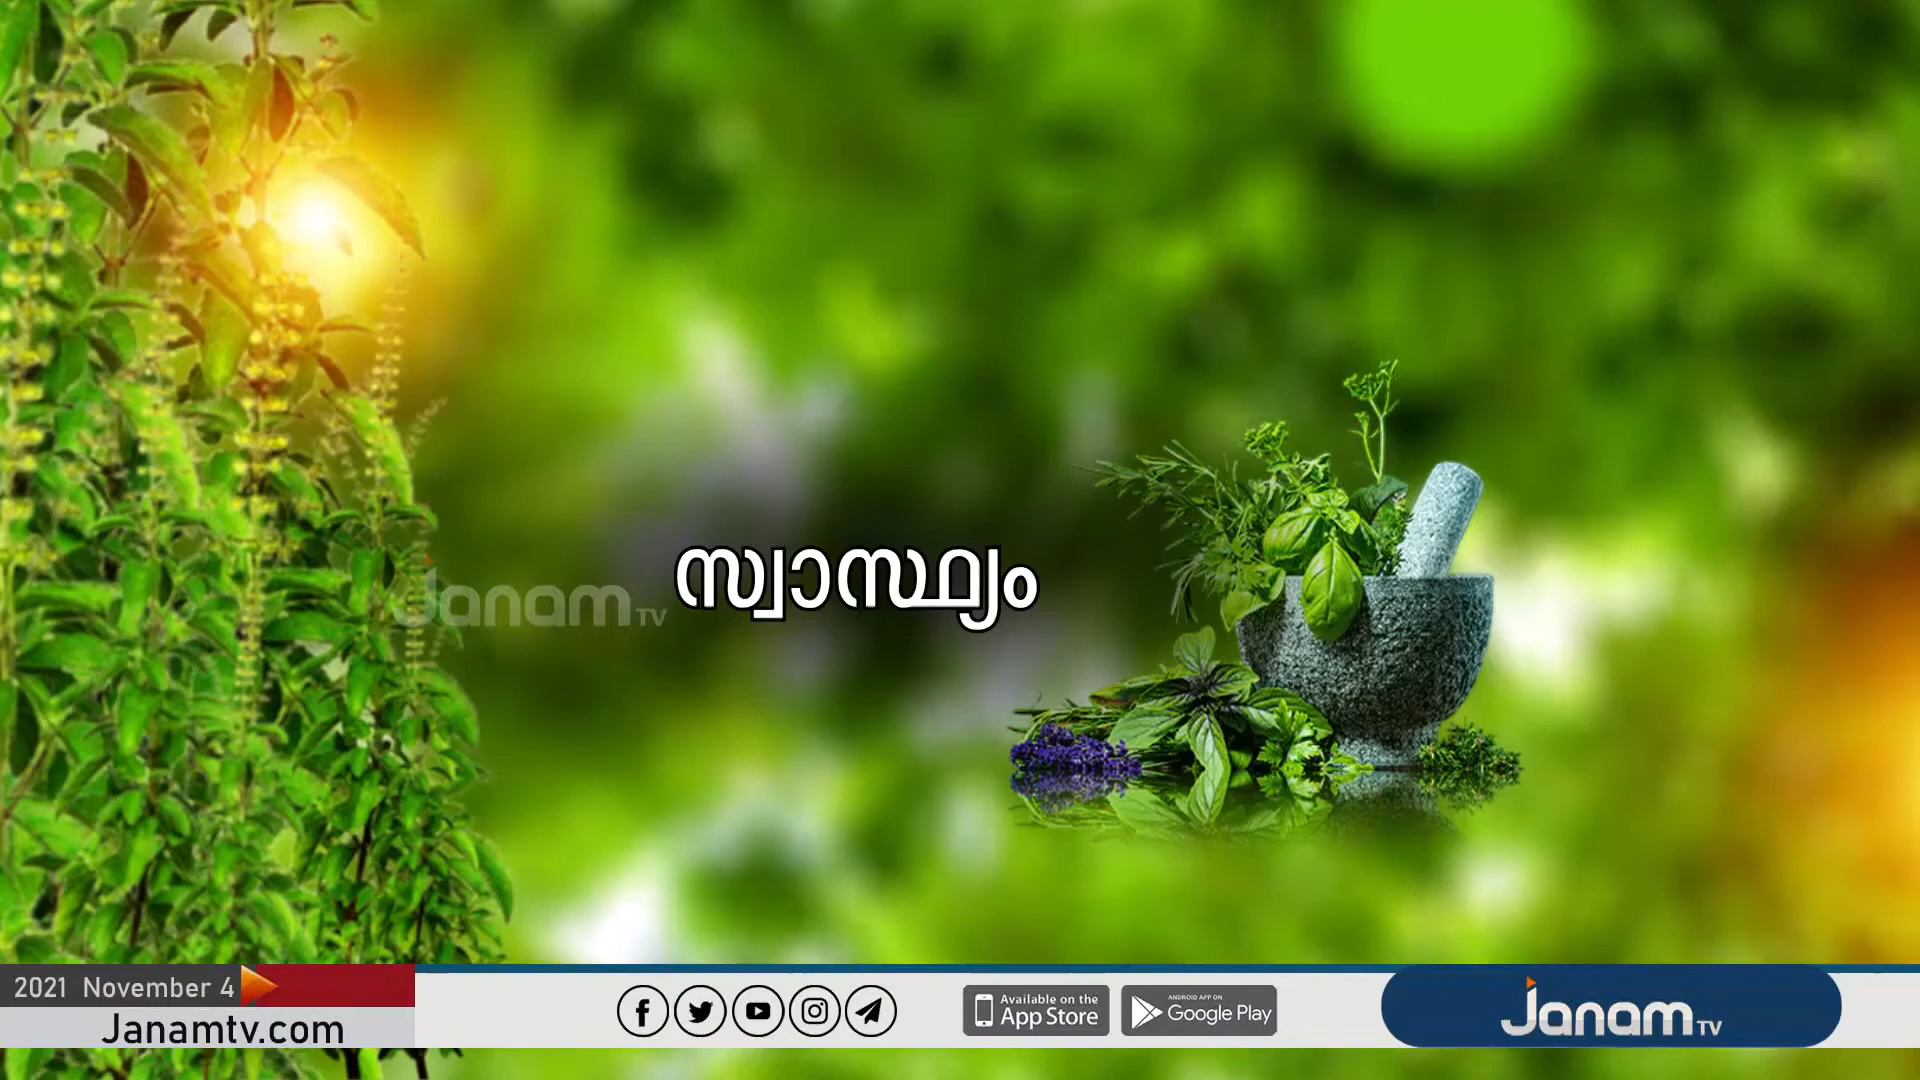 സ്വാസ്ഥ്യം
Janam TV
2021 November 4
Janamtv.com
Available on the
App Store
ANDROID APP ON
Google Play
Janam TV